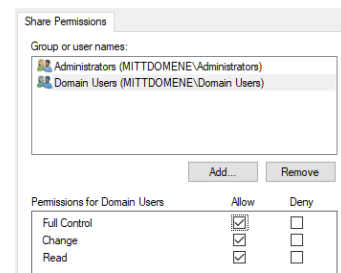 Share Permissions
Group or user names:
Administrators (MITTDOMENE\Administrators)
Domain Users (MITTDOMENE\Domain Users)
Add... Remove
Permissions for Domain Users Allow Deny
Full Control
Change
Read